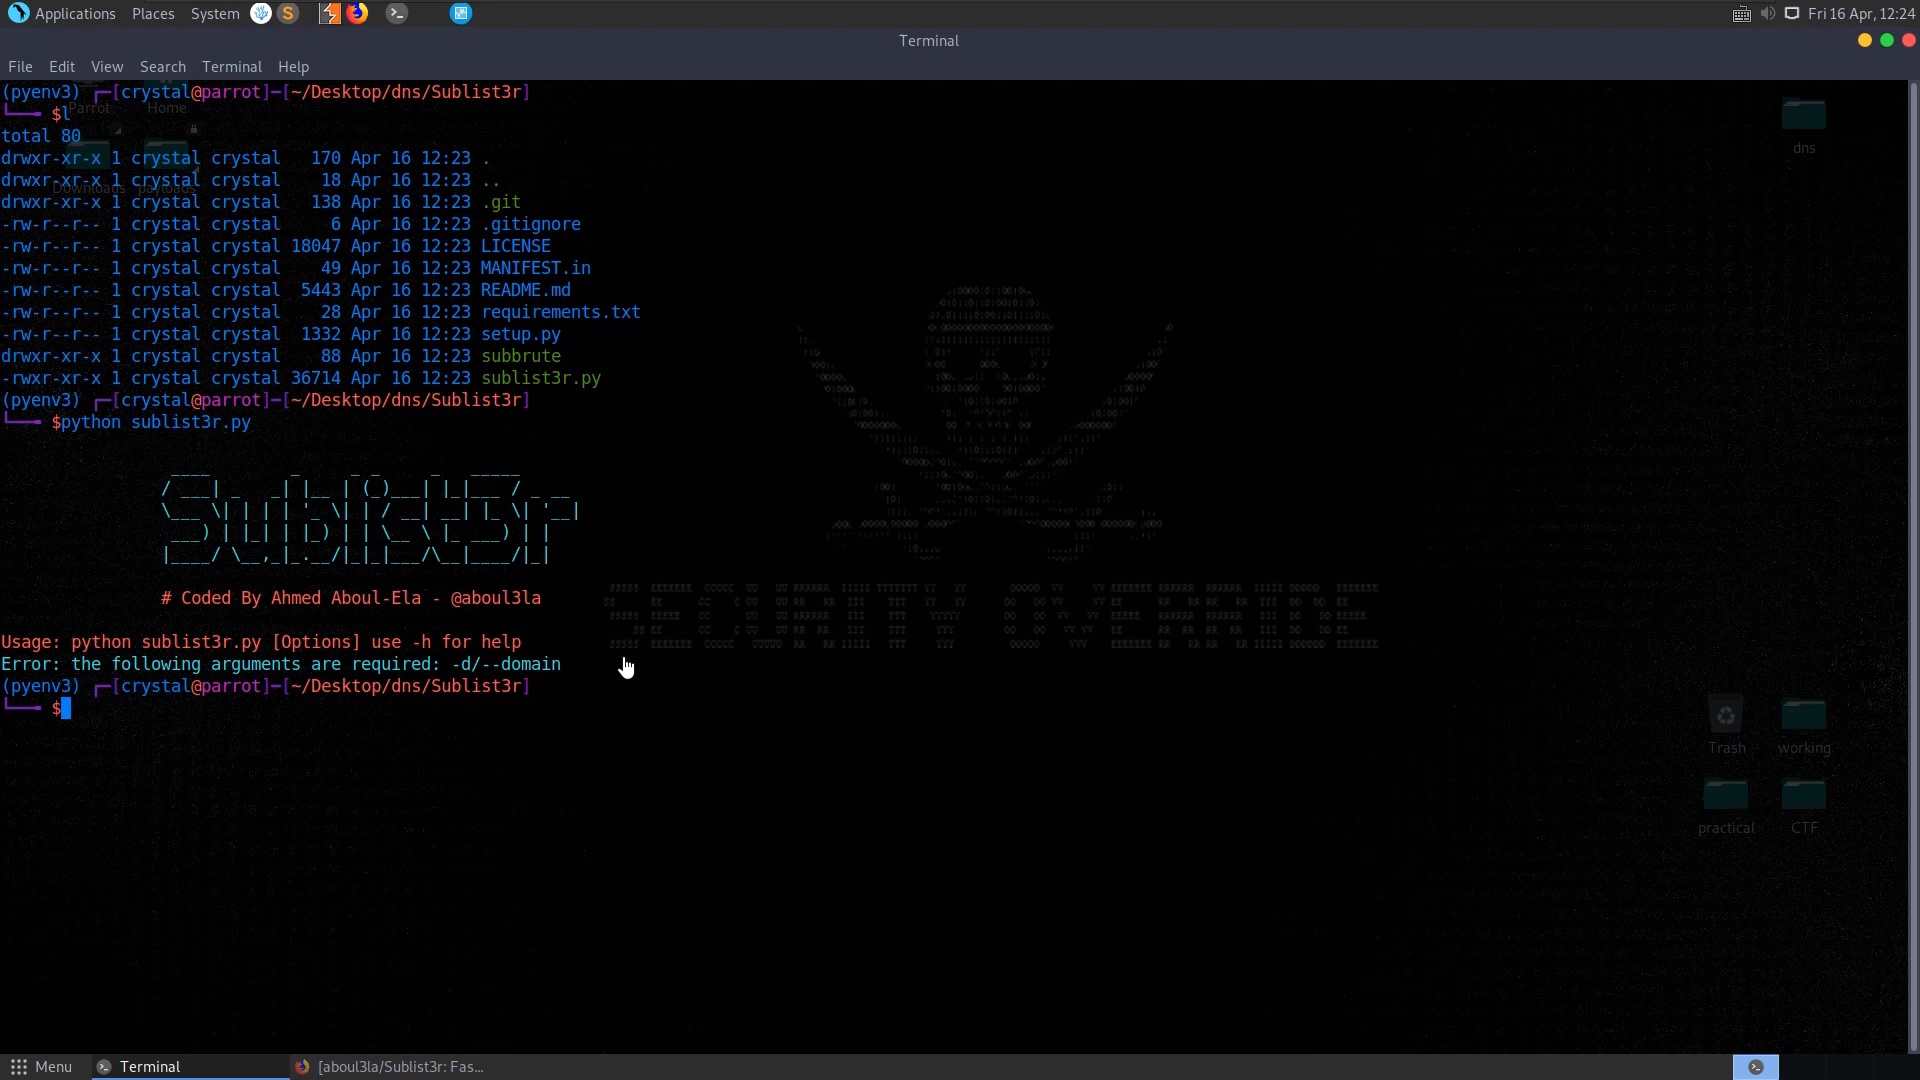 Applications Places System Fri 16 Apr, 12:24
Terminal
File Edit View Search Terminal Help
(pyenv3) ┌─[crystal@parrot]─[~/Desktop/dns/Sublist3r]
└──╼ $l
total 80
drwxr-xr-x 1 crystal crystal   170 Apr 16 12:23 .
drwxr-xr-x 1 crystal crystal    18 Apr 16 12:23 ..
drwxr-xr-x 1 crystal crystal   138 Apr 16 12:23 .git
-rw-r--r-- 1 crystal crystal     6 Apr 16 12:23 .gitignore
-rw-r--r-- 1 crystal crystal 18047 Apr 16 12:23 LICENSE
-rw-r--r-- 1 crystal crystal    49 Apr 16 12:23 MANIFEST.in
-rw-r--r-- 1 crystal crystal  5443 Apr 16 12:23 README.md
-rw-r--r-- 1 crystal crystal    28 Apr 16 12:23 requirements.txt
-rw-r--r-- 1 crystal crystal  1332 Apr 16 12:23 setup.py
drwxr-xr-x 1 crystal crystal    88 Apr 16 12:23 subbrute
-rwxr-xr-x 1 crystal crystal 36714 Apr 16 12:23 sublist3r.py
(pyenv3) ┌─[crystal@parrot]─[~/Desktop/dns/Sublist3r]
└──╼ $python sublist3r.py
Sublist3r
# Coded By Ahmed Aboul-Ela - @aboul3la
Usage: python sublist3r.py [Options] use -h for help
Error: the following arguments are required: -d/--domain
(pyenv3) ┌─[crystal@parrot]─[~/Desktop/dns/Sublist3r]
└──╼ $
Parrot Home
Downloads payloads
dns
SECURITY OVERRIDE
Trash working
practical CTF
Menu Terminal [aboul3la/Sublist3r: Fas...